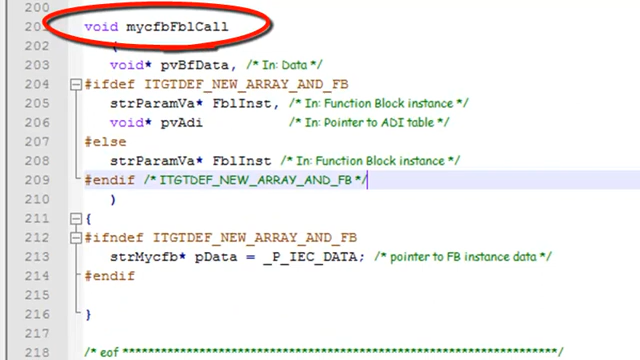 200
201 void mycfbFblCall
202 (
203 void* pvBfData, /* In: Data */
204 #ifdef ITGTDEF_NEW_ARRAY_AND_FB
205 strParamVa* FblInst, /* In: Function Block instance */
206 void* pvAdi /* In: Pointer to ADI table */
207 #else
208 strParamVa* FblInst /* In: Function Block instance */
209 #endif /* ITGTDEF_NEW_ARRAY_AND_FB */
210 )
211 {
212 #ifndef ITGTDEF_NEW_ARRAY_AND_FB
213 strMycfb* pData = _P_IEC_DATA; /* pointer to FB instance data */
214 #endif
215
216 }
217
218 /* eof ********************************************************************/